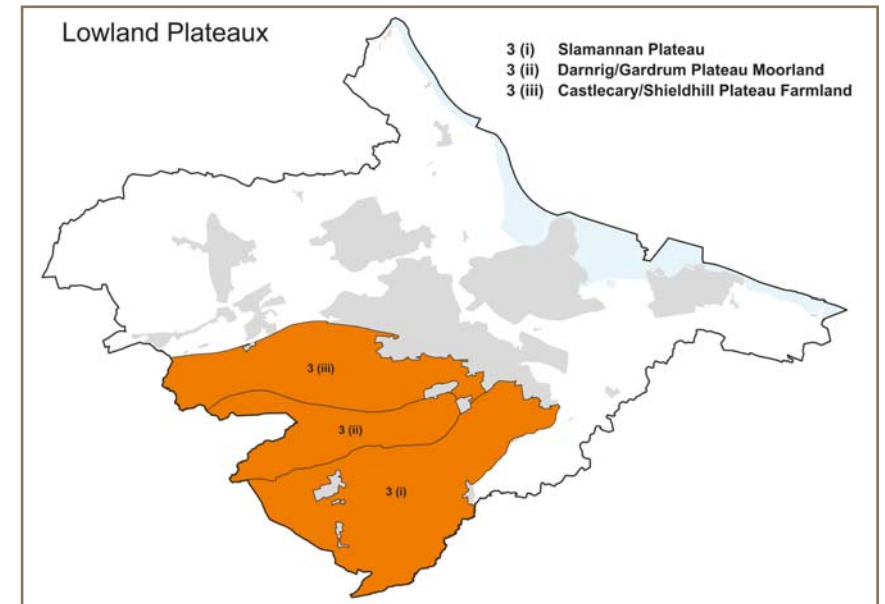 Lowland Plateaux
3 (i) Slamannan Plateau
3 (ii) Darnrig/Gardrum Plateau Moorland
3 (iii) Castlecary/Shieldhill Plateau Farmland
3 (iii)
3 (ii)
3 (i)